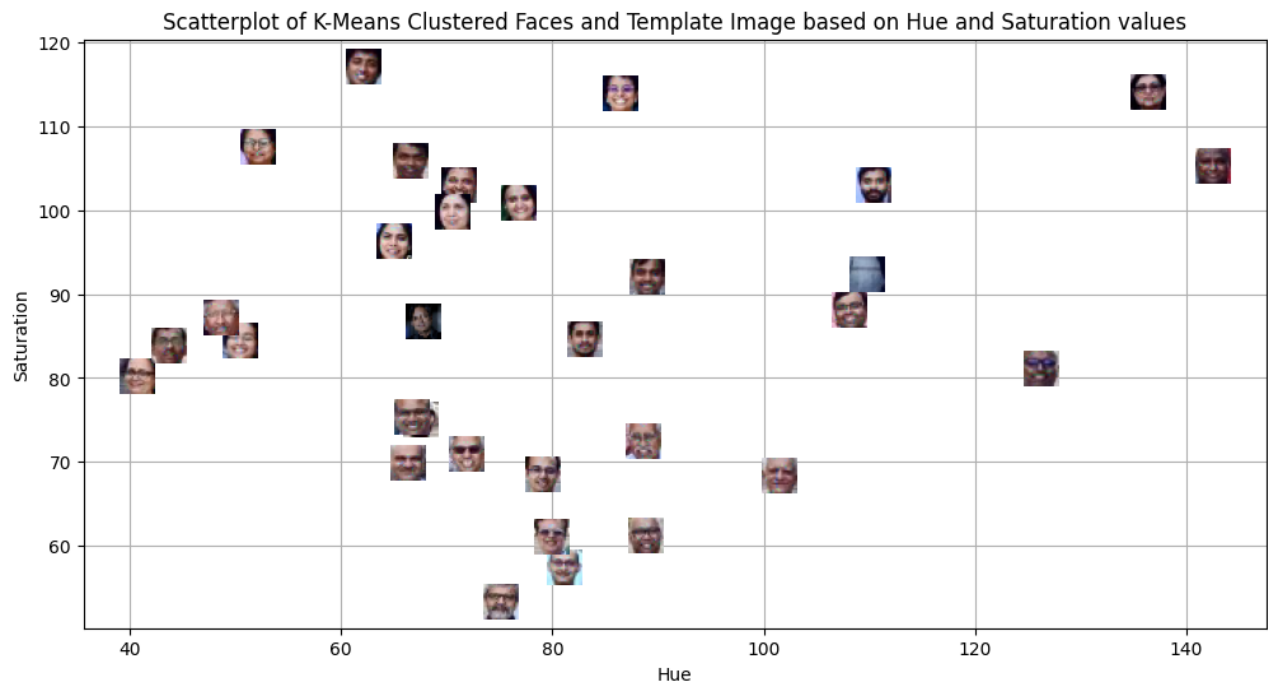 Scatterplot of K-Means Clustered Faces and Template Image based on Hue and Saturation values
120
110
100
90
80
70
60
Saturation
40 60 80 100 120 140
Hue